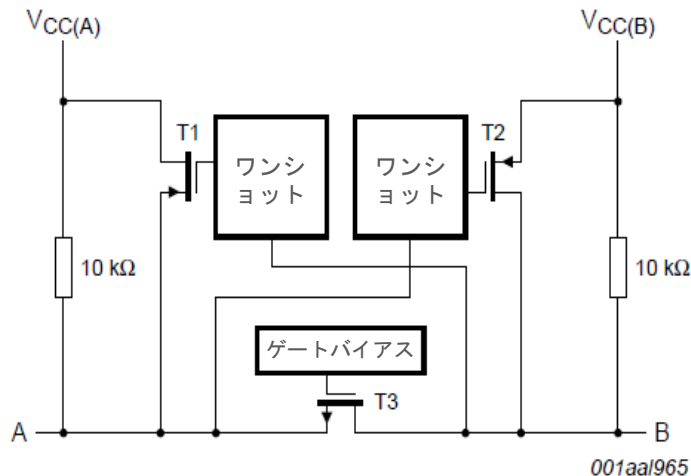 VCC(A)
VCC(B)
T1
ワンシ
ョット
ワンシ
ョット
T2
10 kΩ
10 kΩ
ゲートバイアス
T3
A
B
001aal965